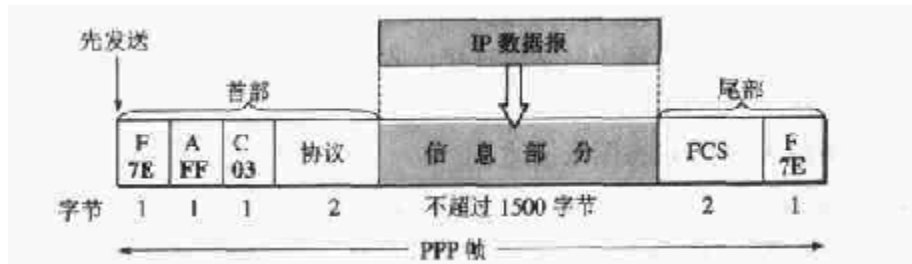 IP 数据报
先发送
首部
尾部
F A C 协议 信息部分 FCS F
7E FF 03 7E
字节 1 1 1 2 不超过 1500 字节 2 1
PPP 帧